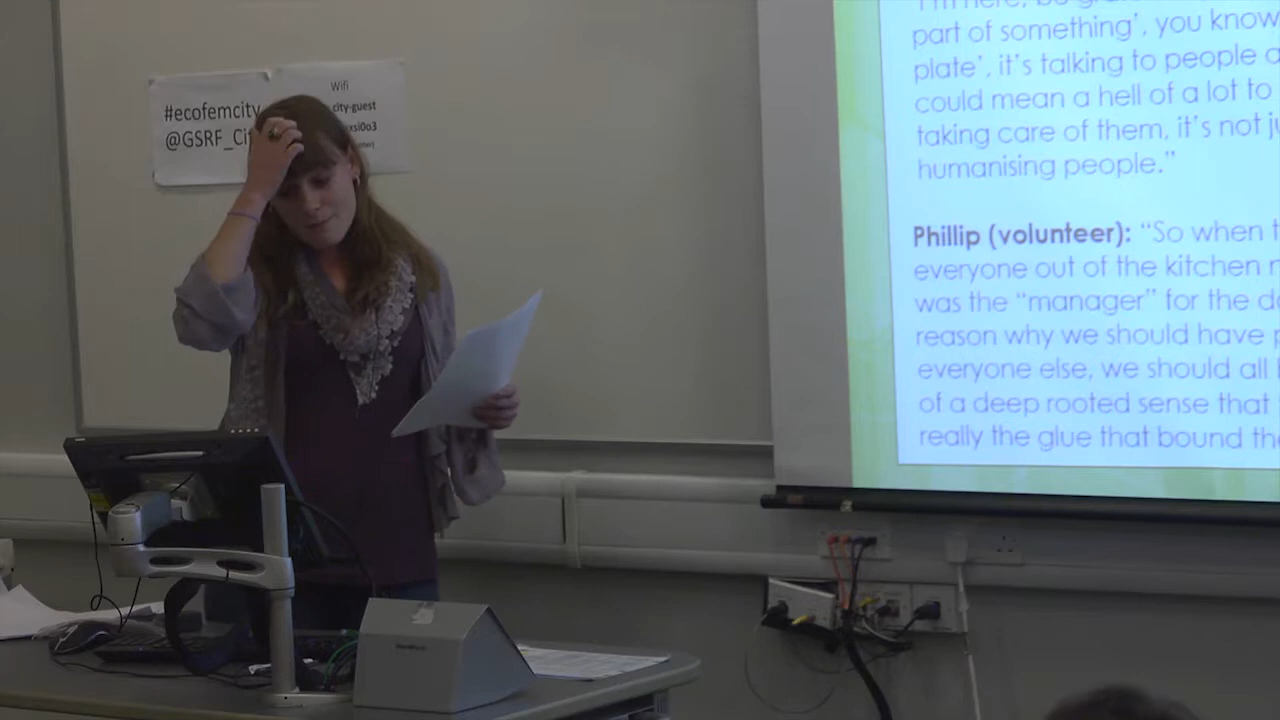 #ecofemcity
@GSRF_Ci
Wifi
city-guest
xsi0o3
part of something', you know
plate', it's talking to people
could mean a hell of a lot to
taking care of them, it's not
humanising people."
Phillip (volunteer): "So when
everyone out of the kitchen
was the "manager" for the
reason why we should have
everyone else, we should all
of a deep rooted sense that
really the glue that bound